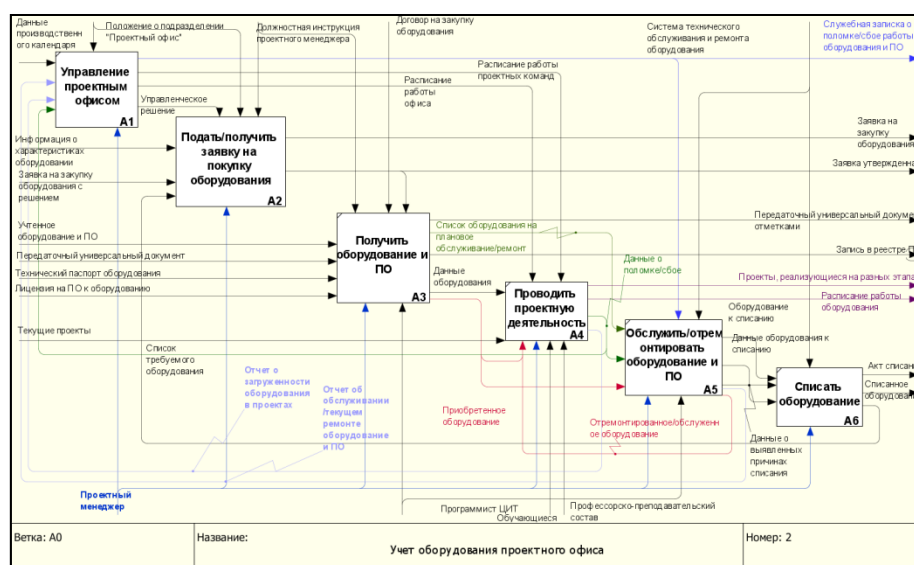 Данные
производственн
ого календаря
Положение о подразделении
"Проектный офис"
Должностная инструкция
проектного менеджера
Договор на закупку
оборудования
Система технического
обслуживания и ремонта
оборудования
Служебная записка о
поломке/сбое работы
оборудования и ПО
Управление
проектным
офисом
A1
Расписание работы
проектных команд
Расписание
работы
офиса
Управленческое
решение
Подать/получить
заявку на
покупку
оборудования
A2
Заявка на
закупку
оборудования
Заявка утвержденна
Информация о
характеристиках
оборудовании
Заявка на закупку
оборудования с
решением
Учтенное
оборудование и ПО
Передаточный универсальный документ
Технический паспорт оборудования
Лицензия на ПО к оборудованию
Текущие проекты
Получить
оборудование и
ПО
A3
Список оборудования на
плановое
обслуживание/ремонт
Данные
оборудования
Данные о
поломке/сбое
Передаточный универсальный докумe
отметками
Запись в реестре/П
Проекты, реализующиеся на разных этапа
Расписание работы
оборудования
Проводить
проектную
деятельность
A4
Оборудование
к списанию
Данные оборудования к
списанию
Обслужить/отрем
онтировать
оборудование и
ПО
A5
Акт списани
Списанное
оборудован
Списать
оборудование
A6
Список
требуемого
оборудования
Отчет о
загруженности
оборудования
в проектах
Отчет об
обслуживании
/текущем
ремонте
оборудование
и ПО
Приобретенное
оборудование
Отремонтированное/обслуженн
ое оборудование
Данные о
выявленных
причинах
списания
Проектный
менеджер
Программист ЦИТ
Обучающиеся
Профессорско-преподавательский
состав
Ветка: A0
Название:
Учет оборудования проектного офиса
Номер: 2